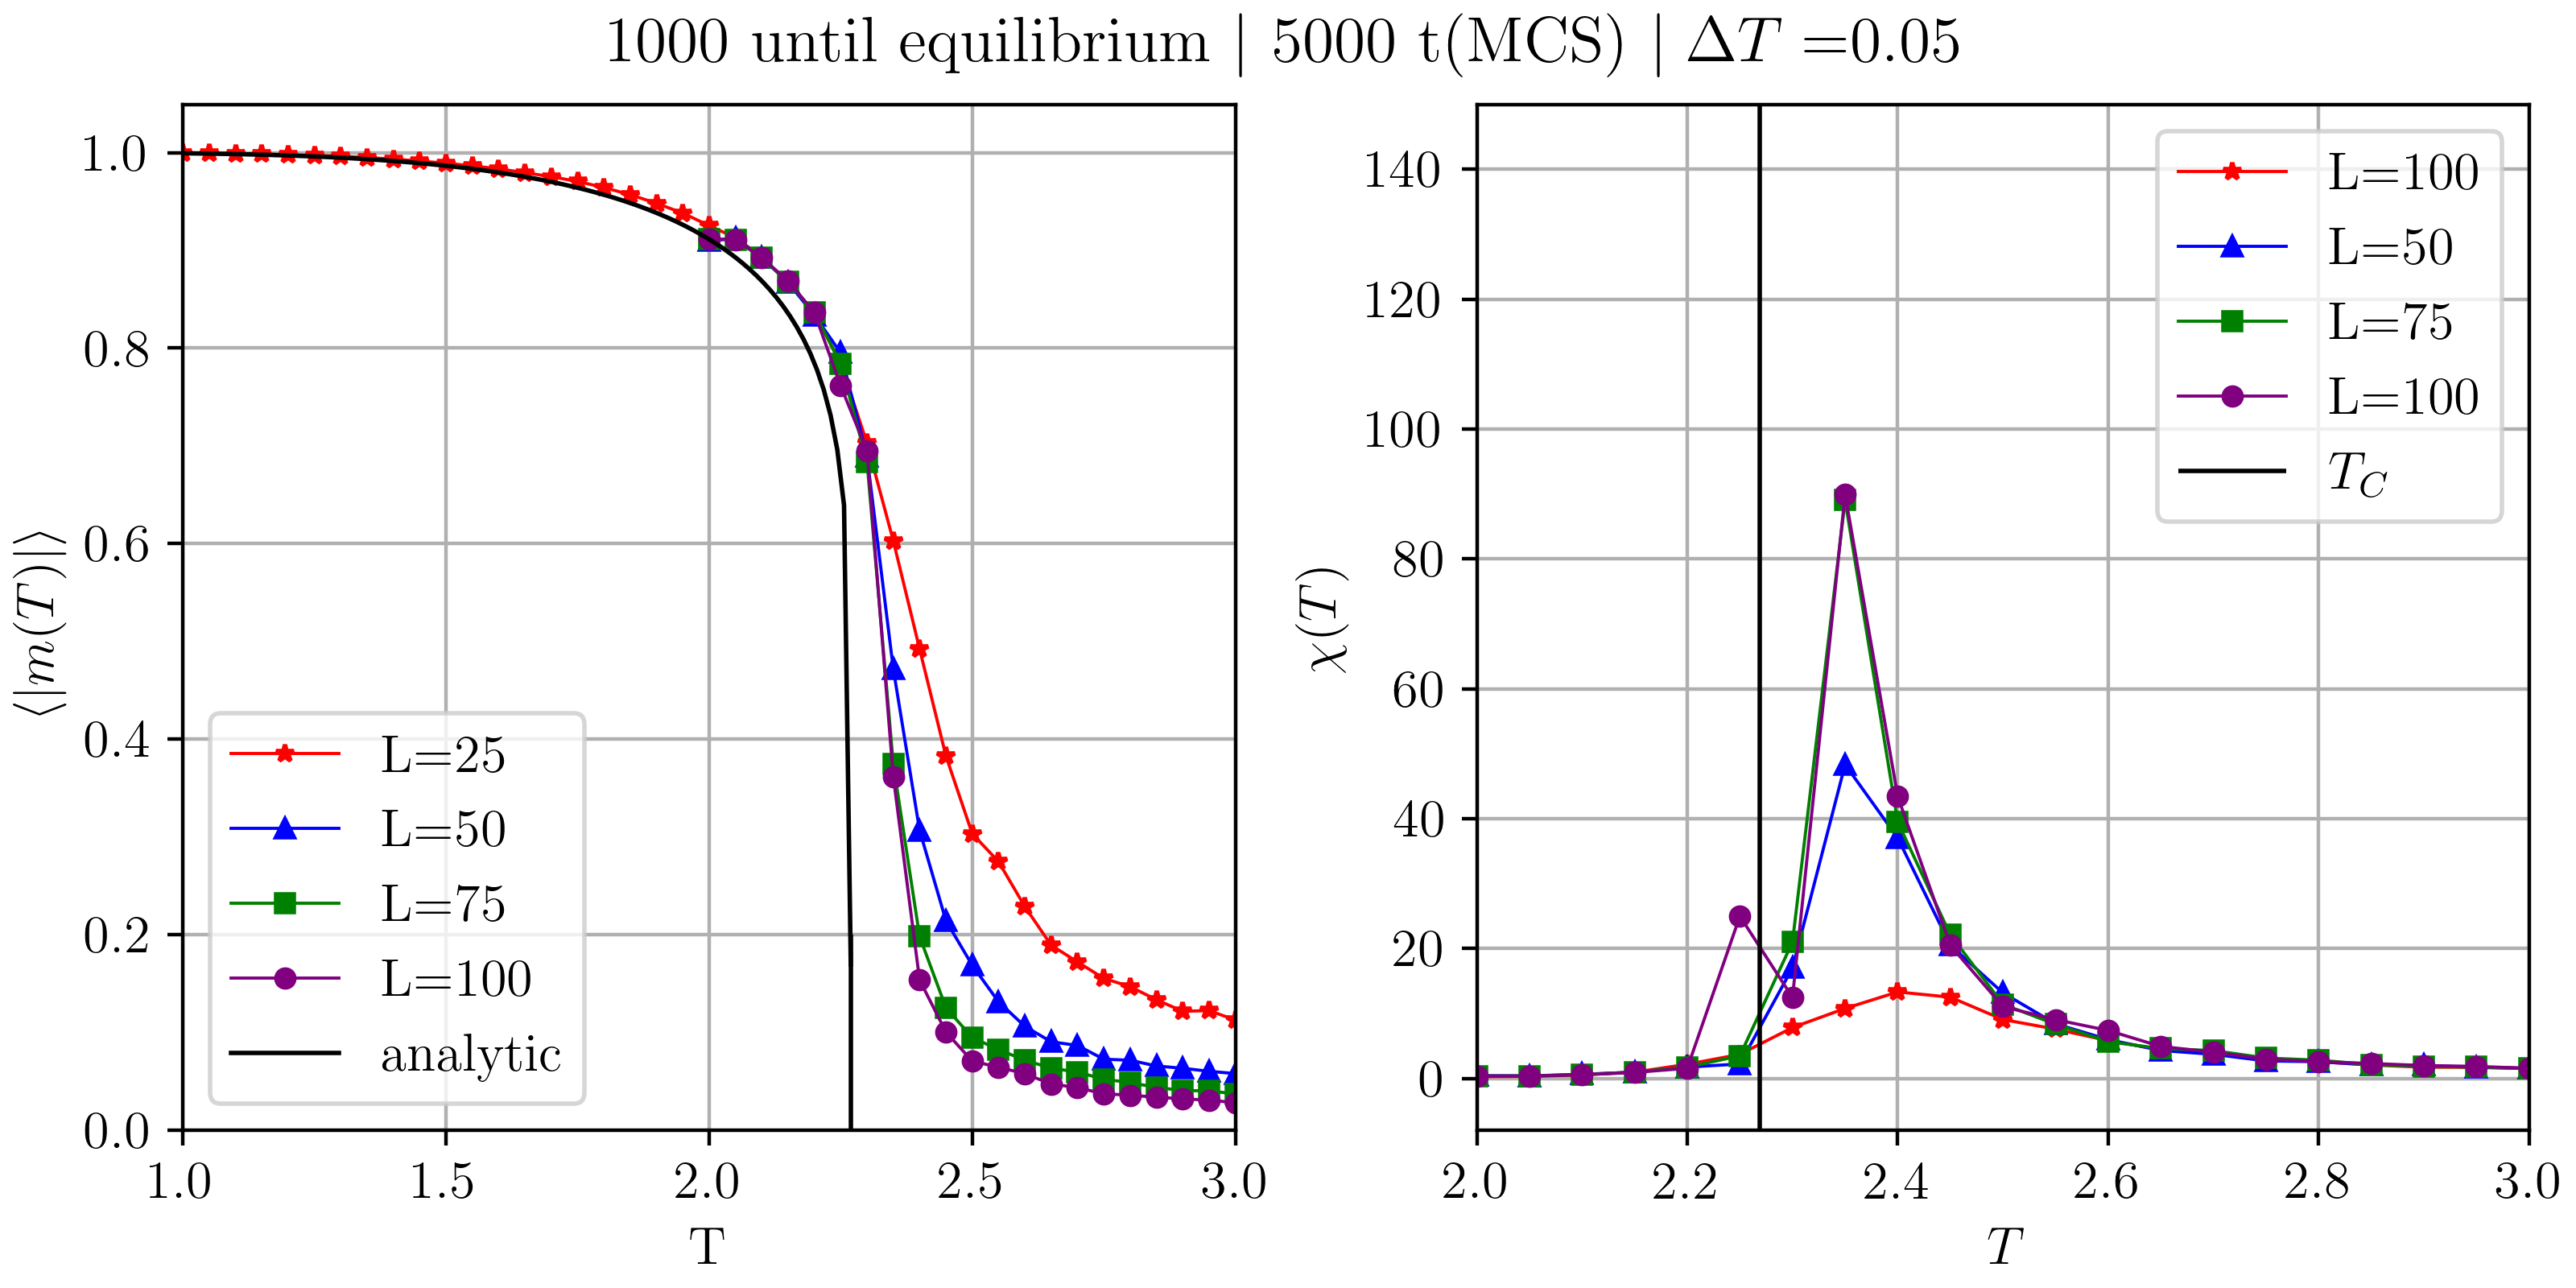 1000 until equilibrium | 5000 t(MCS) | ΔT =0.05
⟨|m(T)|⟩
1.0
0.8
0.6
0.4
0.2
0.0
1.0 1.5 2.0 2.5 3.0
T
L=25
L=50
L=75
L=100
analytic
χ(T)
140
120
100
80
60
40
20
0
2.0 2.2 2.4 2.6 2.8 3.0
T
L=100
L=50
L=75
L=100
T_C